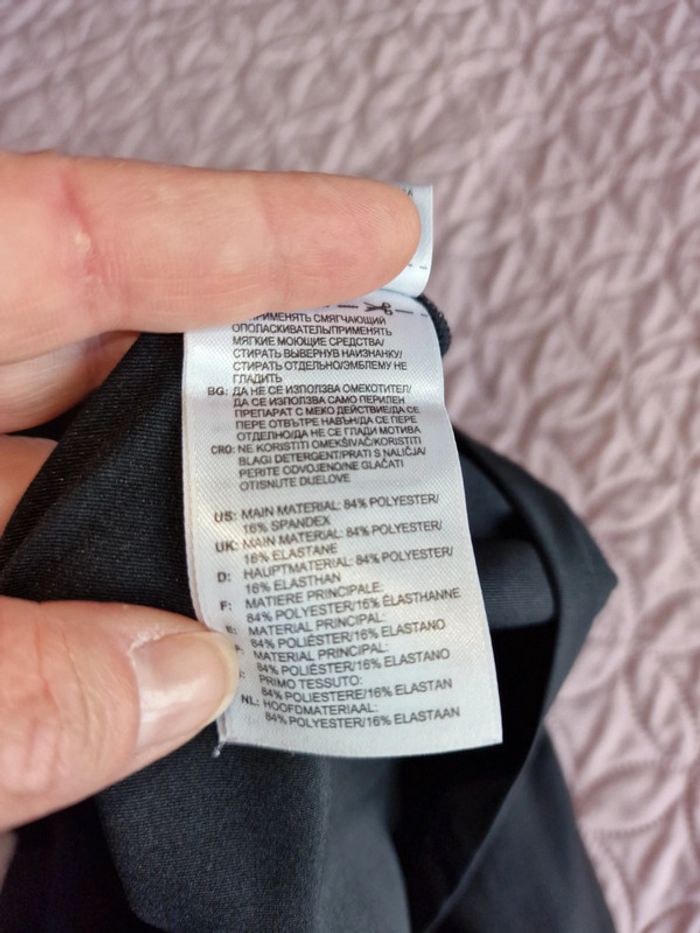 СМЯГЧАЮЩИЙ
ОПОЛАСКИВАТЕЛЬ/ПРИМЕНЯТЬ
МЯГКИЕ МОЮЩИЕ СРЕДСТВА/
СТИРАТЬ ВЫВЕРНУВ НАИЗНАНКУ/
СТИРАТЬ ОТДЕЛЬНО/ЭМБЛЕМУ НЕ
ГЛАДИТЬ
BG: ДА НЕ СЕ ИЗПОЛЗВА ОМЕКОТИТЕЛ/
ДА СЕ ИЗПОЛЗВА САМО ПЕРИЛЕН
ПРЕПАРАТ С МЕКО ДЕЙСТВИЕ/ДА СЕ
ПЕРЕ ОТВЪТРЕ НАВЪН/ДА СЕ ПЕРЕ
ОТДЕЛНО/ДА НЕ СЕ ГЛАДИ МОТИВА
CRO: NE KORISTITI OMEKŠIVAČ/KORISTITI
BLAGI DETERGENT/PRATI S NALIČJA/
PERITE ODVOJENO/NE GLAČATI
OTISNUTE DIJELOVE
US: MAIN MATERIAL: 84% POLYESTER/
16% SPANDEX
UK: MAIN MATERIAL: 84% POLYESTER/
16% ELASTANE
D: HAUPTMATERIAL: 84% POLYESTER/
16% ELASTHAN
F: MATIERE PRINCIPALE:
84% POLYESTER/16% ÉLASTHANNE
E: MATERIAL PRINCIPAL:
84% POLIÉSTER/16% ELASTANO
MATERIAL PRINCIPAL:
84% POLIÉSTER/16% ELASTANO
PRIMO TESSUTO:
84% POLIESTERE/16% ELASTAN
NL: HOOFDMATERIAAL:
84% POLYESTER/16% ELASTAAN